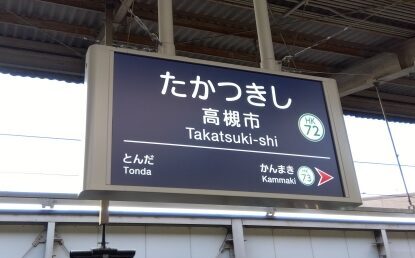 たかつきし
高槻市
Takatsuki-shi
HK
72
とんだ
Tonda
かんまき
Kammaki
HK
73